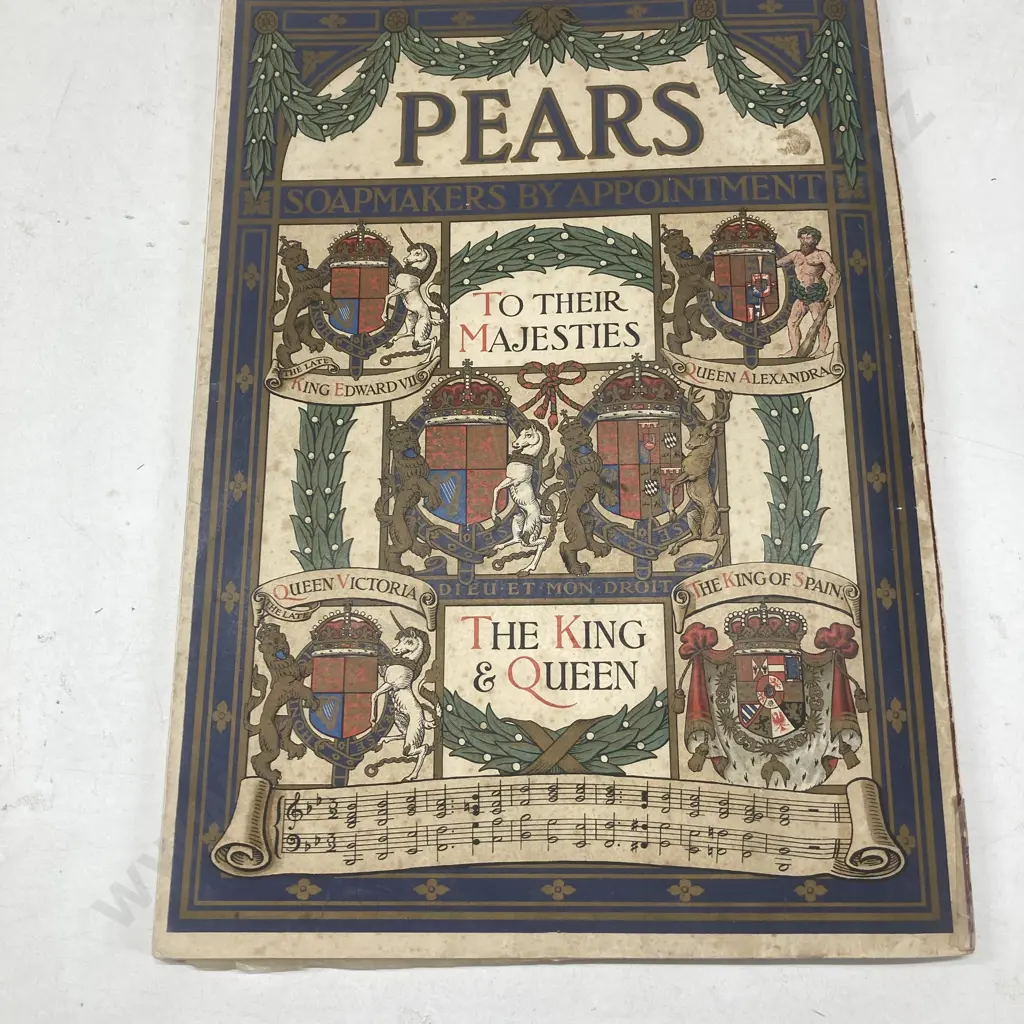 PEARS
SOAPMAKERS BY APPOINTMENT
TO THEIR
MAJESTIES
THE LATE
KING EDWARD VII
QUEEN ALEXANDRA
DIEU·ET·MON·DROIT
QUEEN VICTORIA
THE LATE
THE KING OF SPAIN,
THE KING
& QUEEN